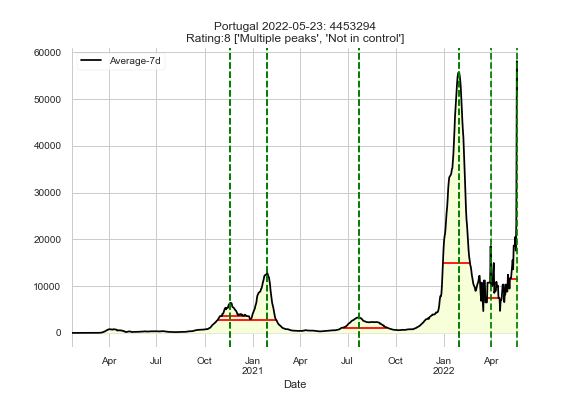 Portugal 2022-05-23: 4453294
Rating:8 ['Multiple peaks', 'Not in control']
Average-7d
60000
50000
40000
30000
20000
10000
0
Apr Jul Oct Jan Apr Jul Oct Jan Apr
2021 2022
Date